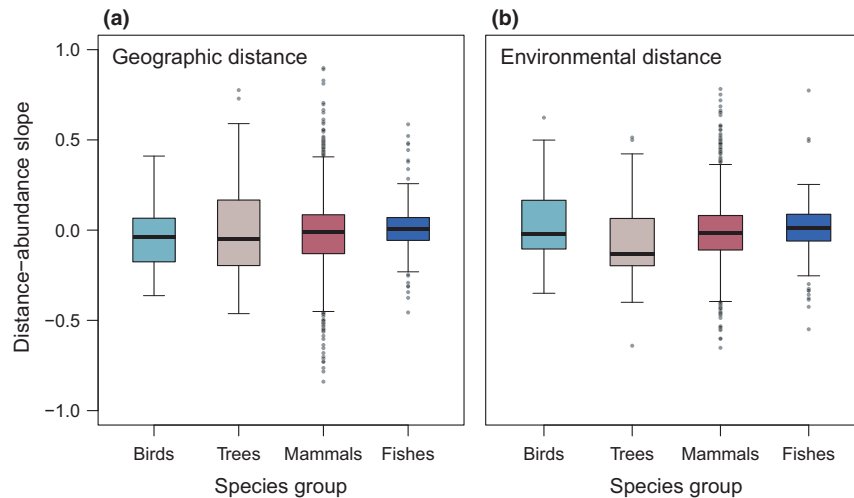 (a)
Geographic distance
Distance−abundance slope
1.0
0.5
0.0
−0.5
−1.0
Birds Trees Mammals Fishes
Species group
(b)
Environmental distance
Birds Trees Mammals Fishes
Species group